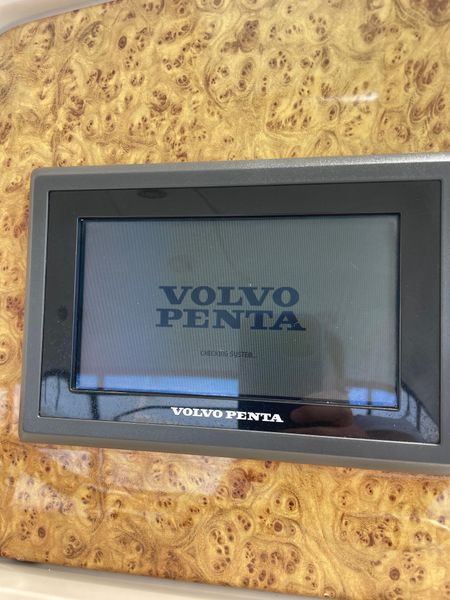 VOLVO
PENTA
CHECKING SYSTEM...
VOLVO PENTA